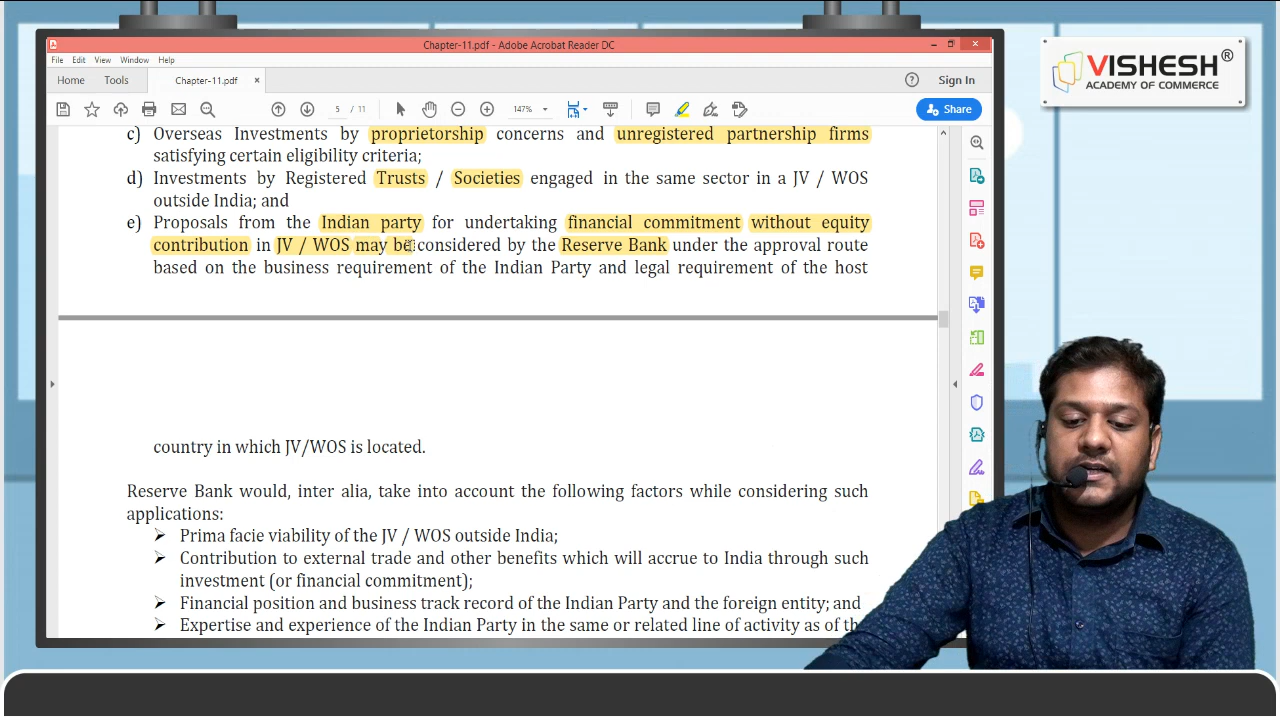 Chapter-11.pdf - Adobe Acrobat Reader DC
File Edit View Window Help
Home Tools Chapter-11.pdf × Sign In
5 / 11 147% Share
c) Overseas Investments by proprietorship concerns and unregistered partnership firms
satisfying certain eligibility criteria;
d) Investments by Registered Trusts / Societies engaged in the same sector in a JV / WOS
outside India; and
e) Proposals from the Indian party for undertaking financial commitment without equity
contribution in JV / WOS may be considered by the Reserve Bank under the approval route
based on the business requirement of the Indian Party and legal requirement of the host
country in which JV/WOS is located.
Reserve Bank would, inter alia, take into account the following factors while considering such
applications:
➢ Prima facie viability of the JV / WOS outside India;
➢ Contribution to external trade and other benefits which will accrue to India through such
investment (or financial commitment);
➢ Financial position and business track record of the Indian Party and the foreign entity; and
➢ Expertise and experience of the Indian Party in the same or related line of activity as of the
VISHESH®
ACADEMY OF COMMERCE